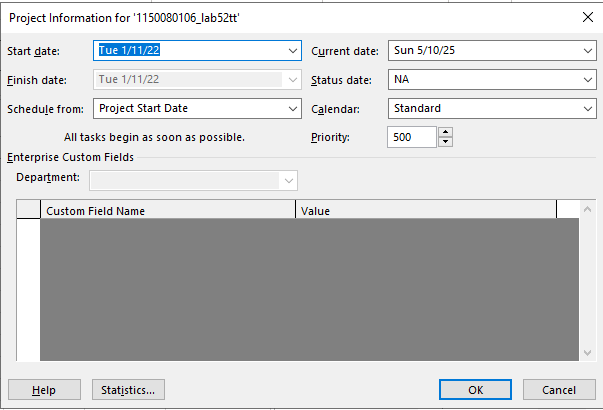 Project Information for '1150080106_lab52tt'
Start date: Tue 1/11/22 Current date: Sun 5/10/25
Finish date: Tue 1/11/22 Status date: NA
Schedule from: Project Start Date Calendar: Standard
All tasks begin as soon as possible. Priority: 500
Enterprise Custom Fields
Department:
Custom Field Name Value
Help Statistics... OK Cancel